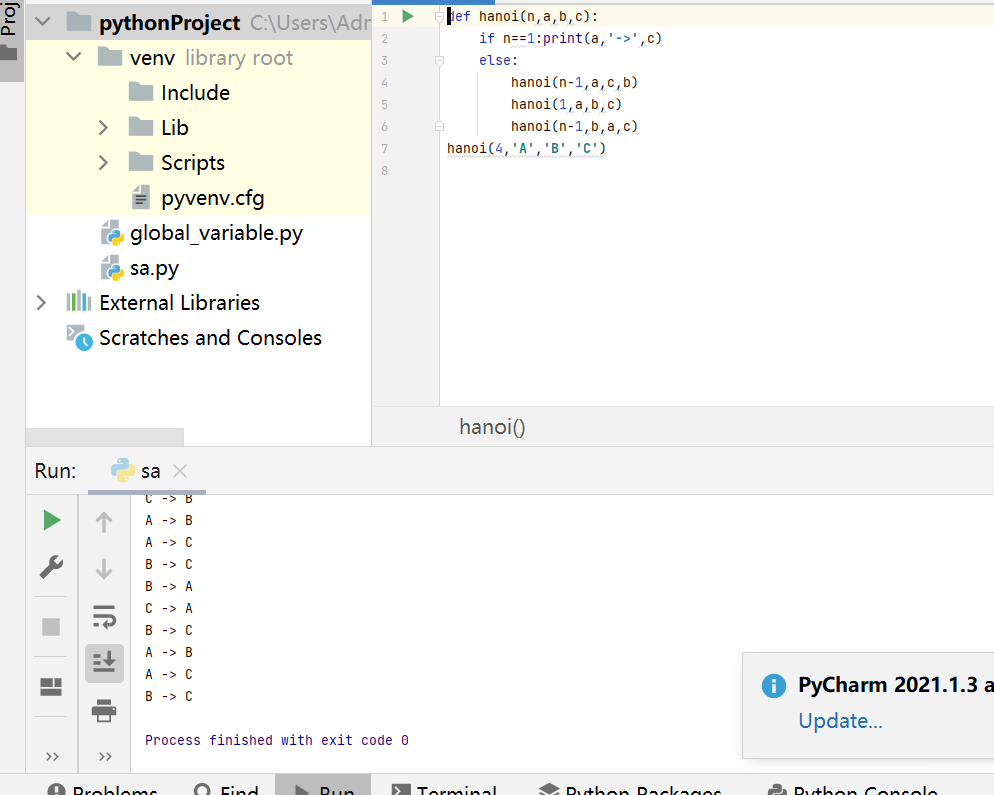 Proj
pythonProject C:\Users\Adr
venv library root
Include
Lib
Scripts
pyvenv.cfg
global_variable.py
sa.py
External Libraries
Scratches and Consoles
1 def hanoi(n,a,b,c):
2 if n==1:print(a,'->',c)
3 else:
4 hanoi(n-1,a,c,b)
5 hanoi(1,a,b,c)
6 hanoi(n-1,b,a,c)
7 hanoi(4,'A','B','C')
8
hanoi()
Run: sa
C -> B
A -> B
A -> C
B -> C
B -> A
C -> A
B -> C
A -> B
A -> C
B -> C
Process finished with exit code 0
PyCharm 2021.1.3 a
Update...
Problems Find Run Terminal Python Packages Python Console